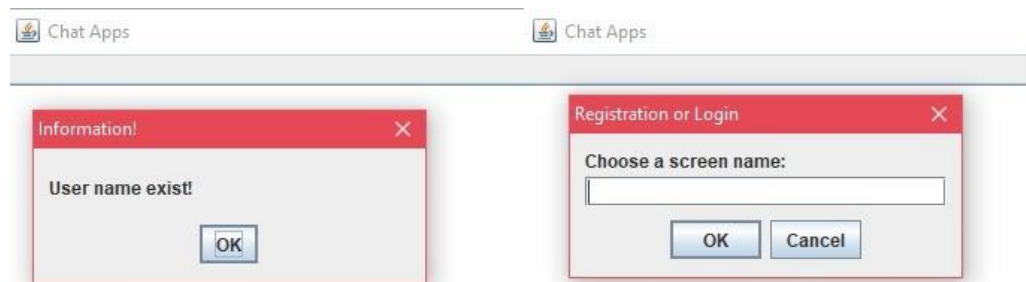 Chat Apps
Information!
User name exist!
OK
Chat Apps
Registration or Login
Choose a screen name:
OK Cancel